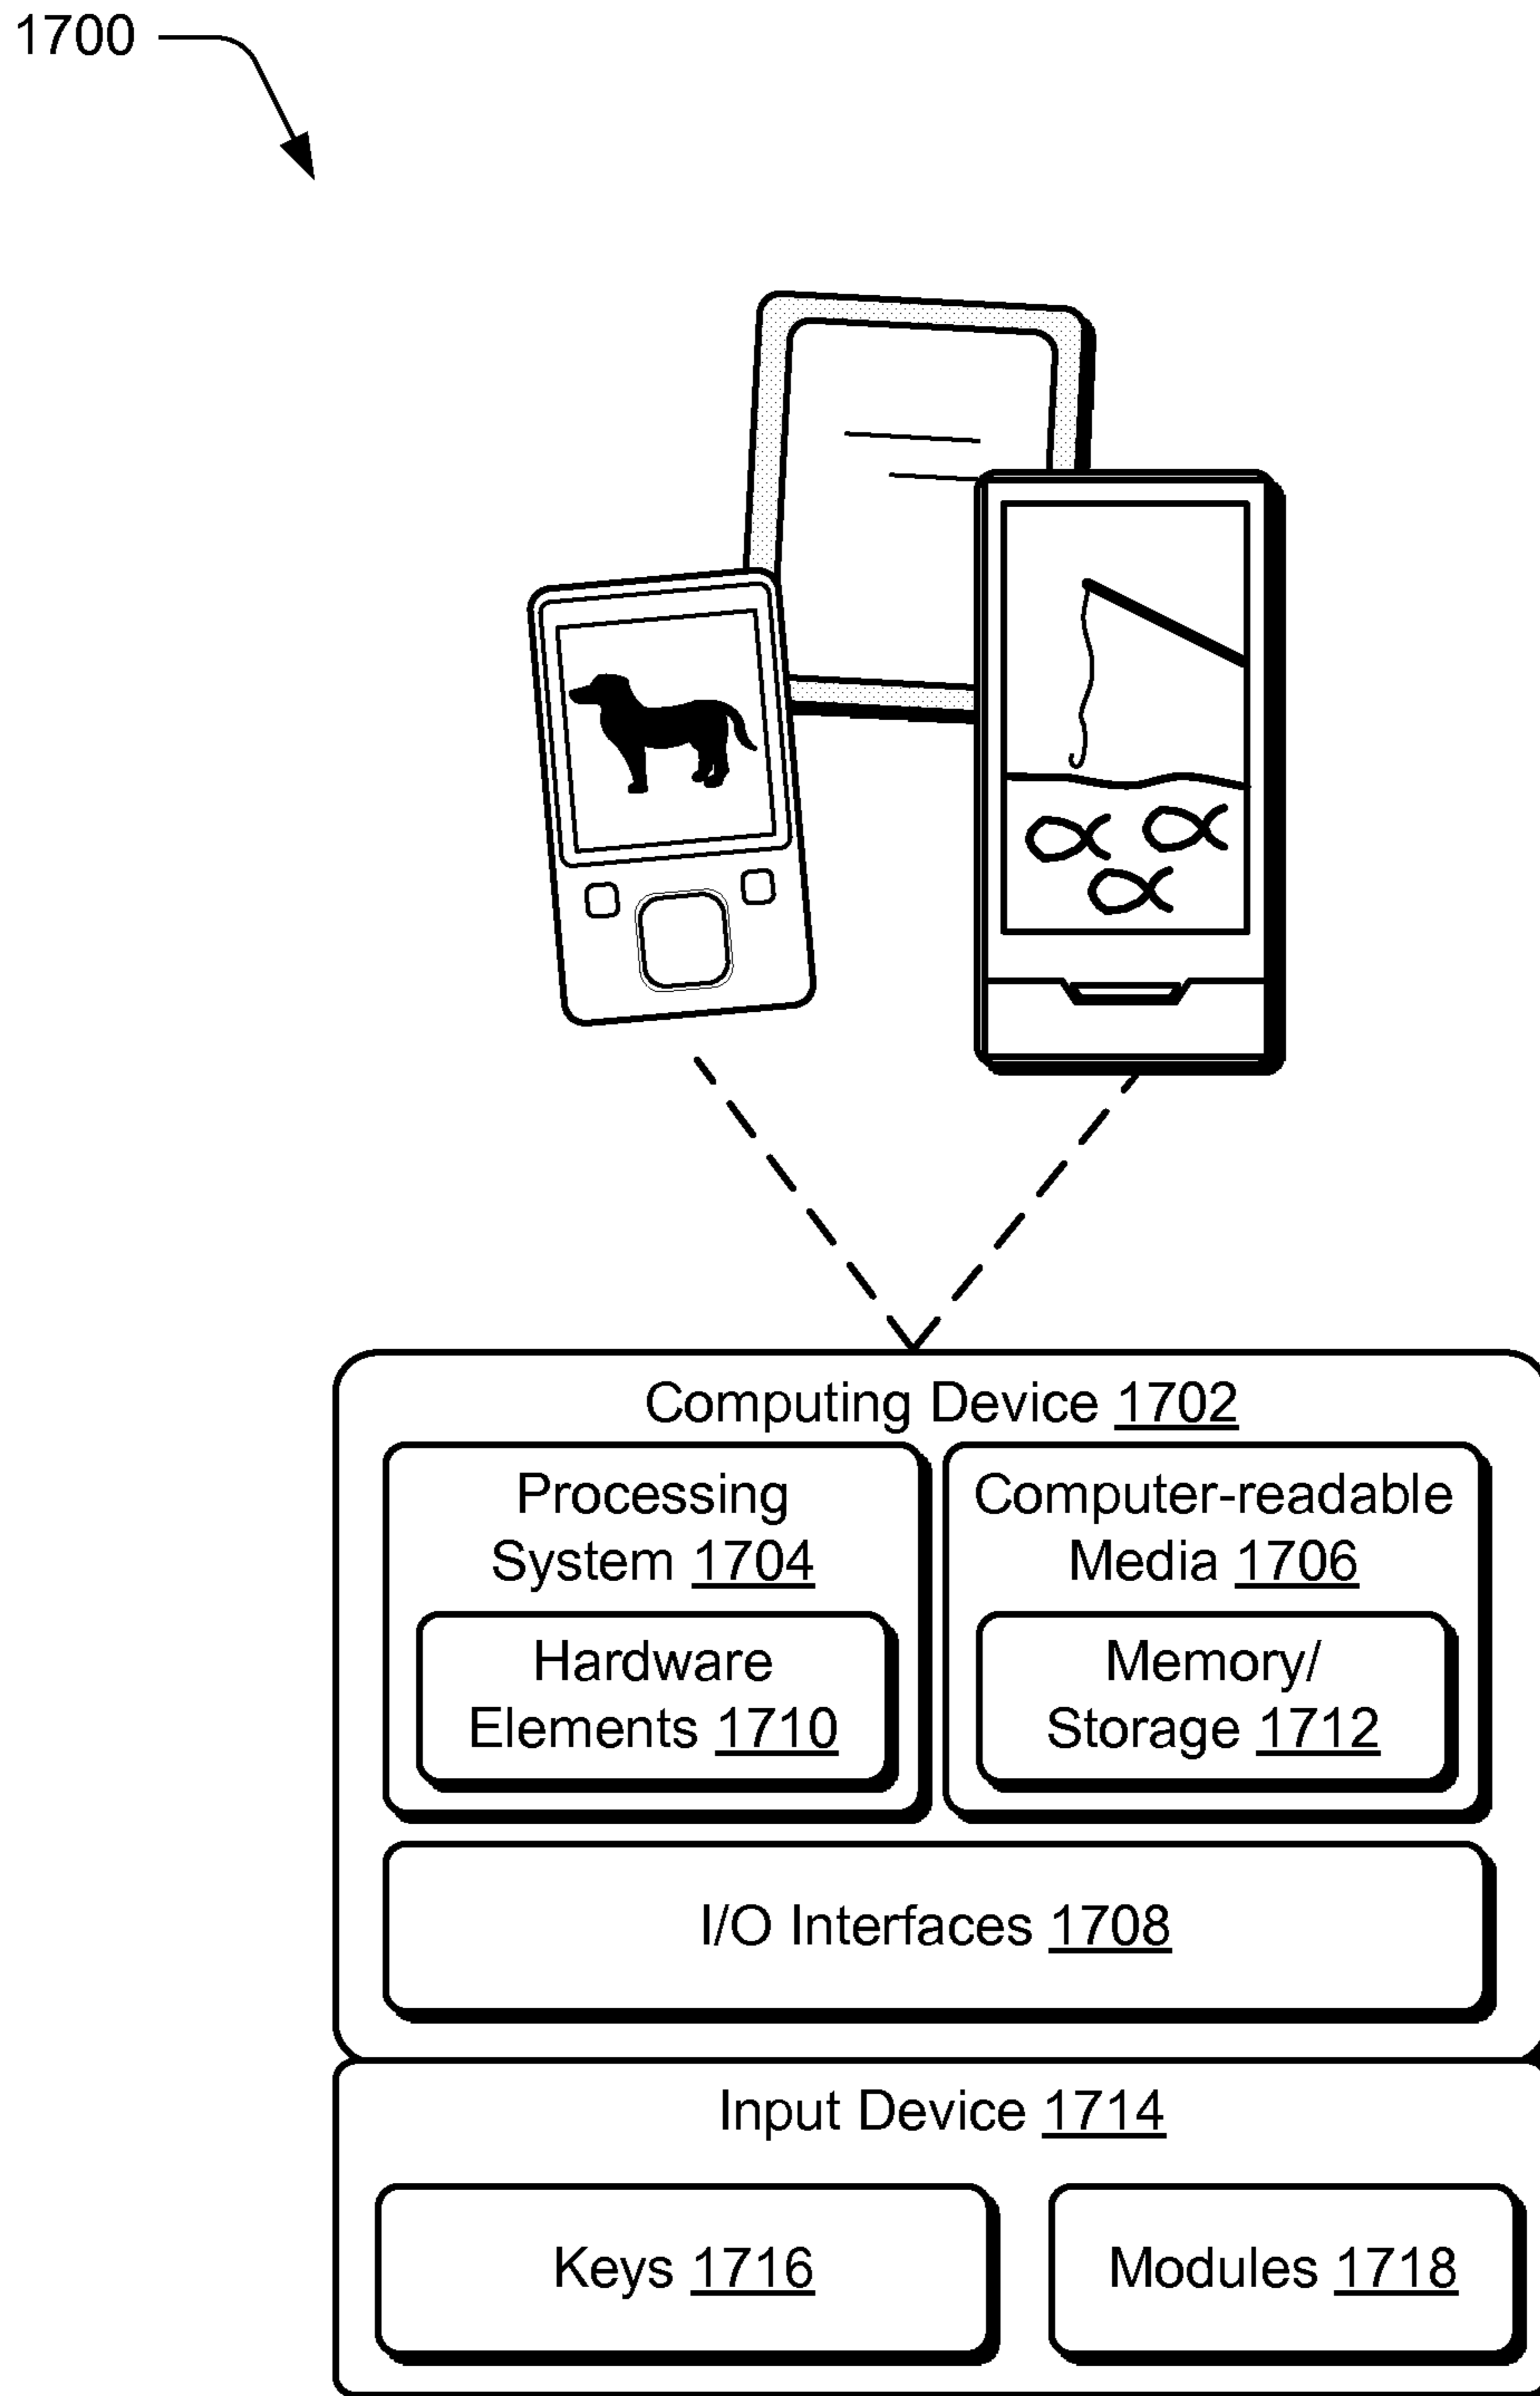 1700
Computing Device 1702
Processing
System 1704
Hardware
Elements 1710
Computer-readable
Media 1706
Memory/
Storage 1712
I/O Interfaces 1708
Input Device 1714
Keys 1716
Modules 1718